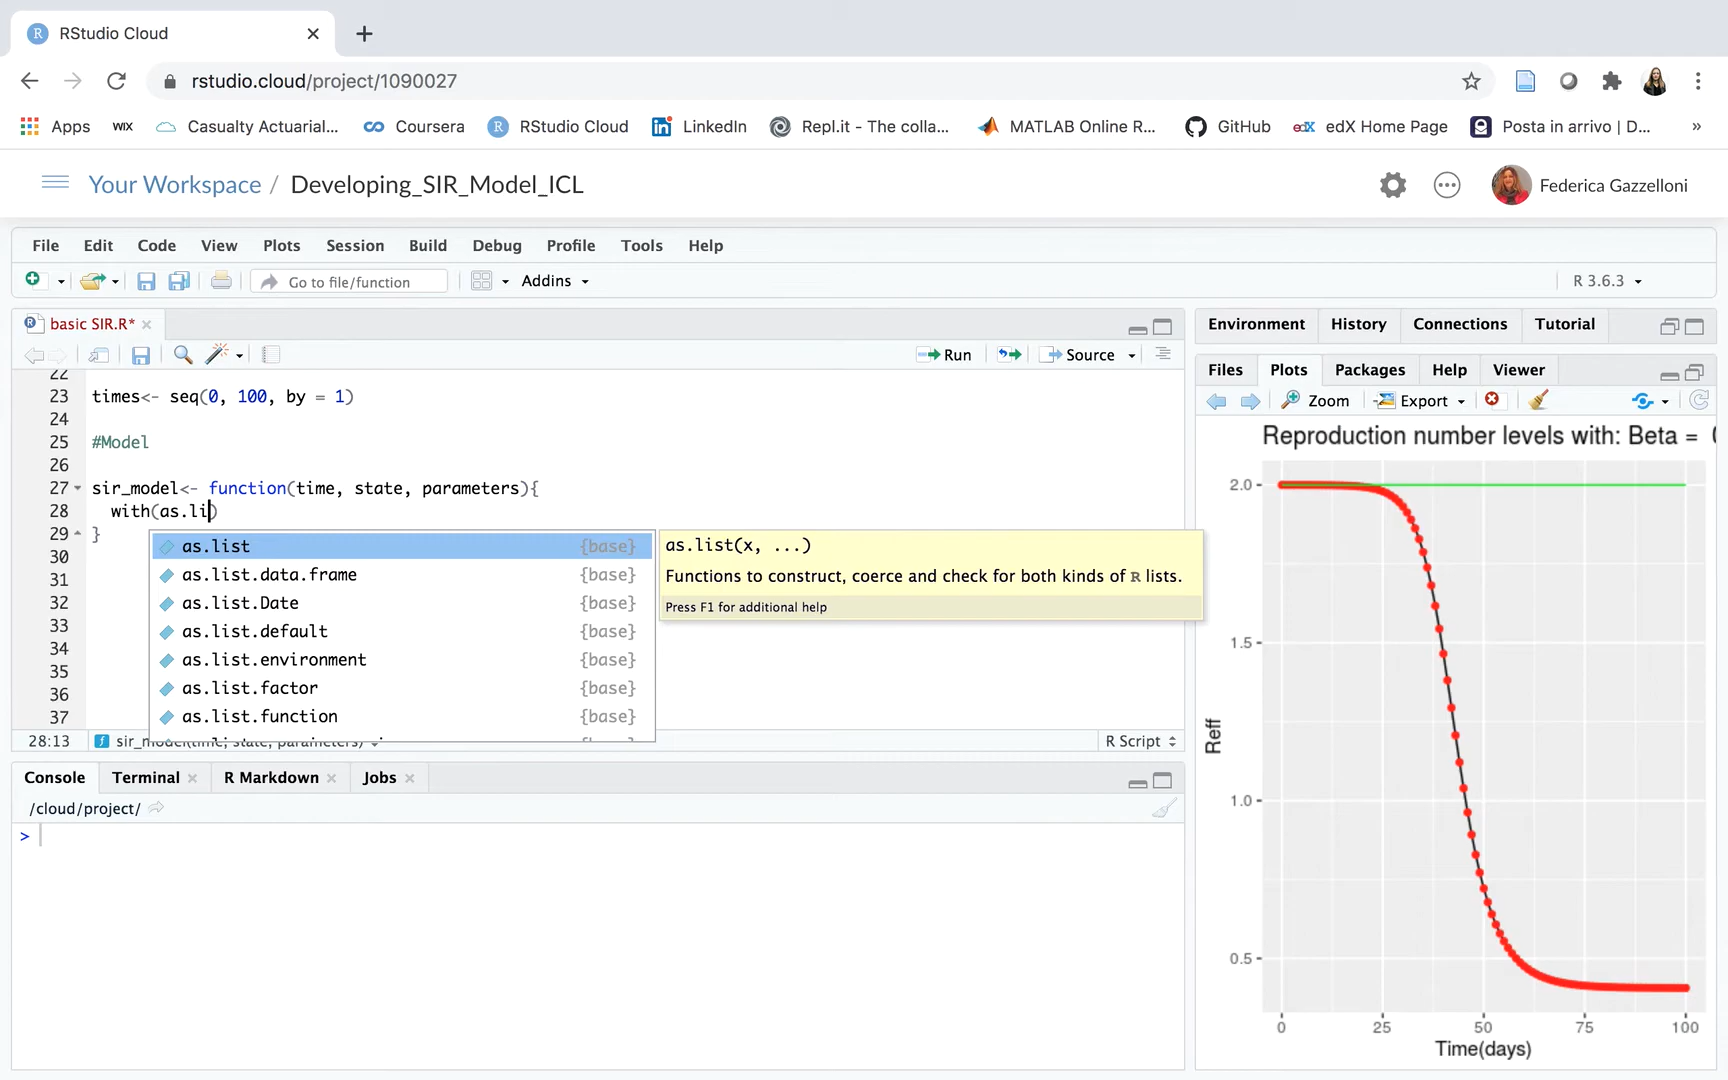 RStudio Cloud
rstudio.cloud/project/1090027
Apps
WIX
Casualty Actuarial...
Coursera
RStudio Cloud
LinkedIn
Repl.it - The colla...
MATLAB Online R...
GitHub
edX
edX Home Page
Posta in arrivo | D...
»
Your Workspace / Developing_SIR_Model_ICL
Federica Gazzelloni
File Edit Code View Plots Session Build Debug Profile Tools Help
Go to file/function
Addins
R 3.6.3
basic SIR.R*
Run
Source
22
23 times<- seq(0, 100, by = 1)
24
25 #Model
26
27 sir_model<- function(time, state, parameters){
28 with(as.li)
29 }
30
31
32
33
34
35
36
37
as.list {base}
as.list.data.frame {base}
as.list.Date {base}
as.list.default {base}
as.list.environment {base}
as.list.factor {base}
as.list.function {base}
as.list(x, ...)
Functions to construct, coerce and check for both kinds of R lists.
Press F1 for additional help
28:13
sir_model(time, state, parameters)
R Script
Console Terminal R Markdown Jobs
/cloud/project/
>
Environment History Connections Tutorial
Files Plots Packages Help Viewer
Zoom Export
Reproduction number levels with: Beta =
2.0
1.5
1.0
0.5
Reff
0 25 50 75 100
Time(days)